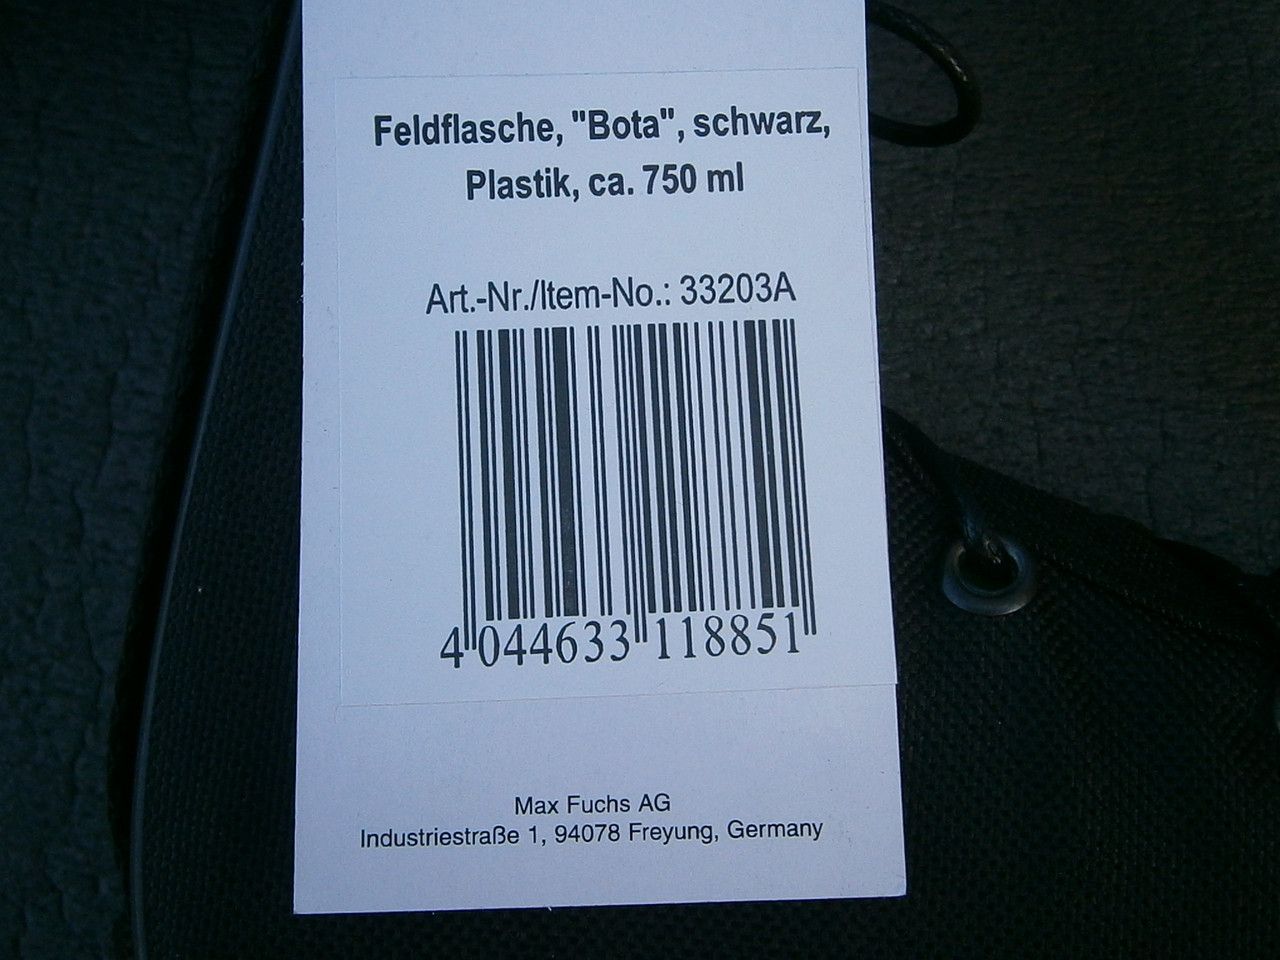 Feldflasche, "Bota", schwarz,
Plastik, ca. 750 ml
Art.-Nr./Item-No.: 33203A
4 044633 118851
Max Fuchs AG
Industriestraße 1, 94078 Freyung, Germany